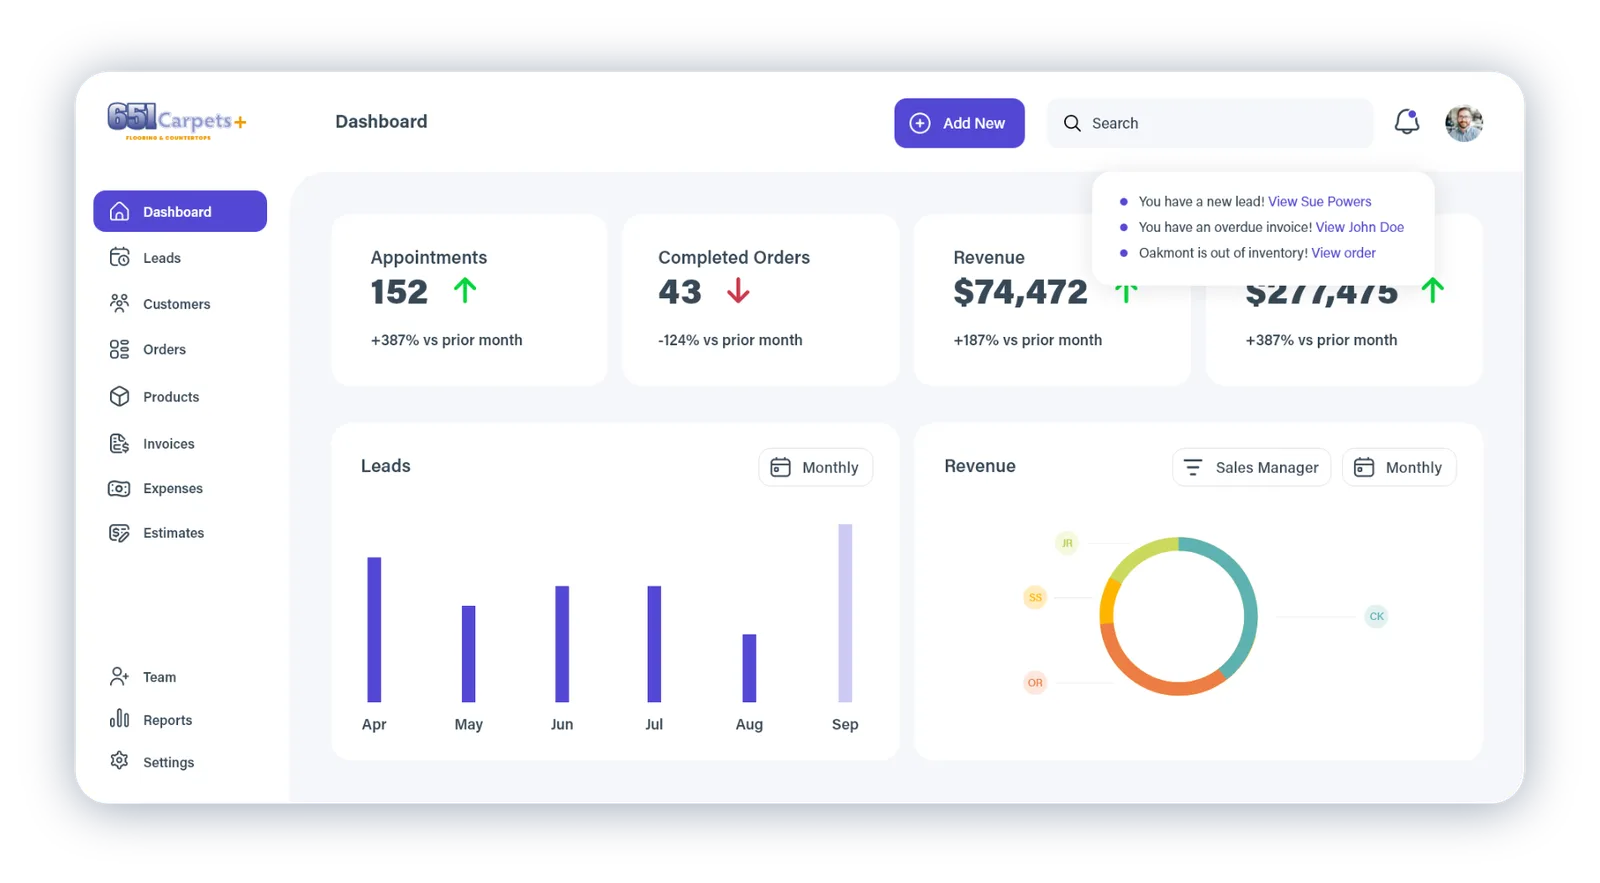 651 Carpets+
FLOORING & COUNTERTOPS
Dashboard
Add New
Search
You have a new lead! View Sue Powers
You have an overdue invoice! View John Doe
Oakmont is out of inventory! View order
Dashboard
Leads
Customers
Orders
Products
Invoices
Expenses
Estimates
Team
Reports
Settings
Appointments
152
+387% vs prior month
Completed Orders
43
-124% vs prior month
Revenue
$74,472
+187% vs prior month
$277,475
+387% vs prior month
Leads
Monthly
Apr May Jun Jul Aug Sep
Revenue
Sales Manager
Monthly
JR
SS
CK
OR